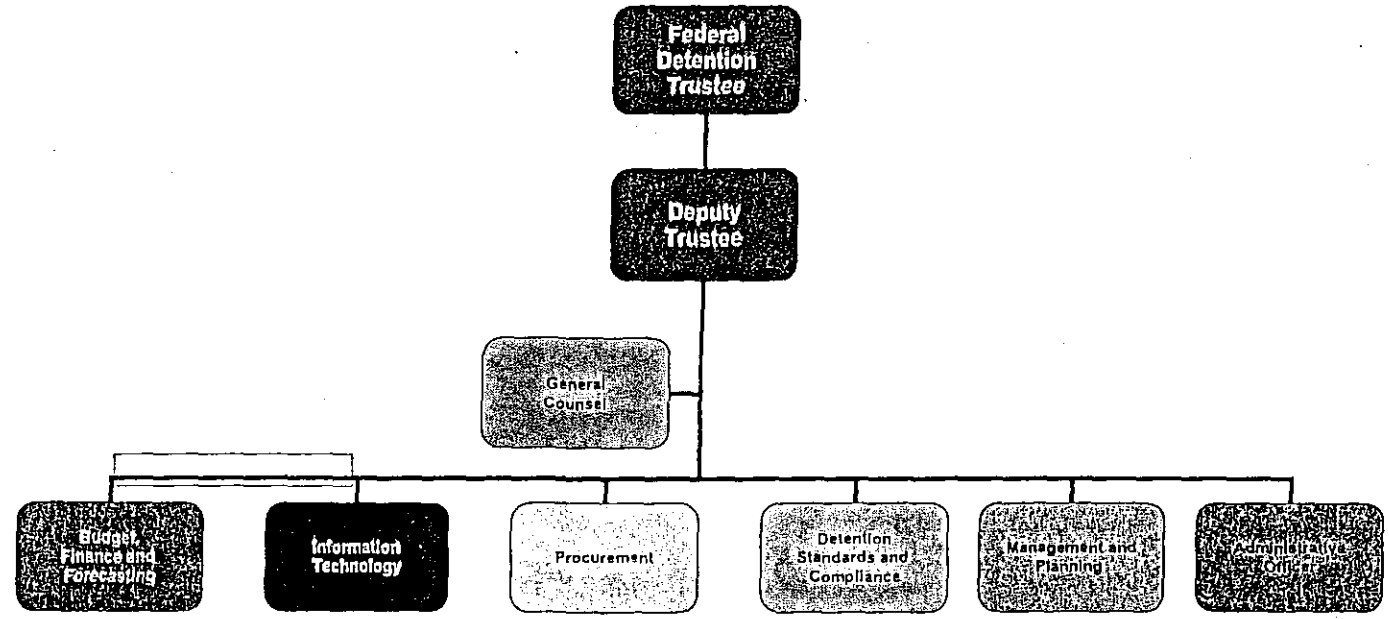 Federal
Detention
Trustee
Deputy
Trustee
General
Counsel
Budget,
Finance and
Forecasting
Information
Technology
Procurement
Detention
Standards and
Compliance
Management and
Planning
Administrative
Officer